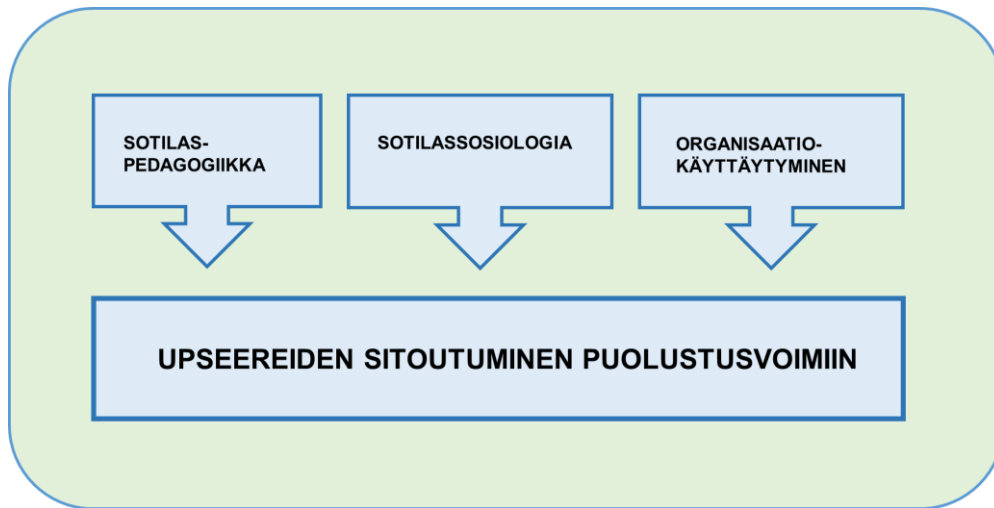 SOTILAS-
PEDAGOGIIKKA
SOTILASSOSIOLOGIA
ORGANISAATIO-
KÄYTTÄYTYMINEN
UPSEEREIDEN SITOUTUMINEN PUOLUSTUSVOIMIIN